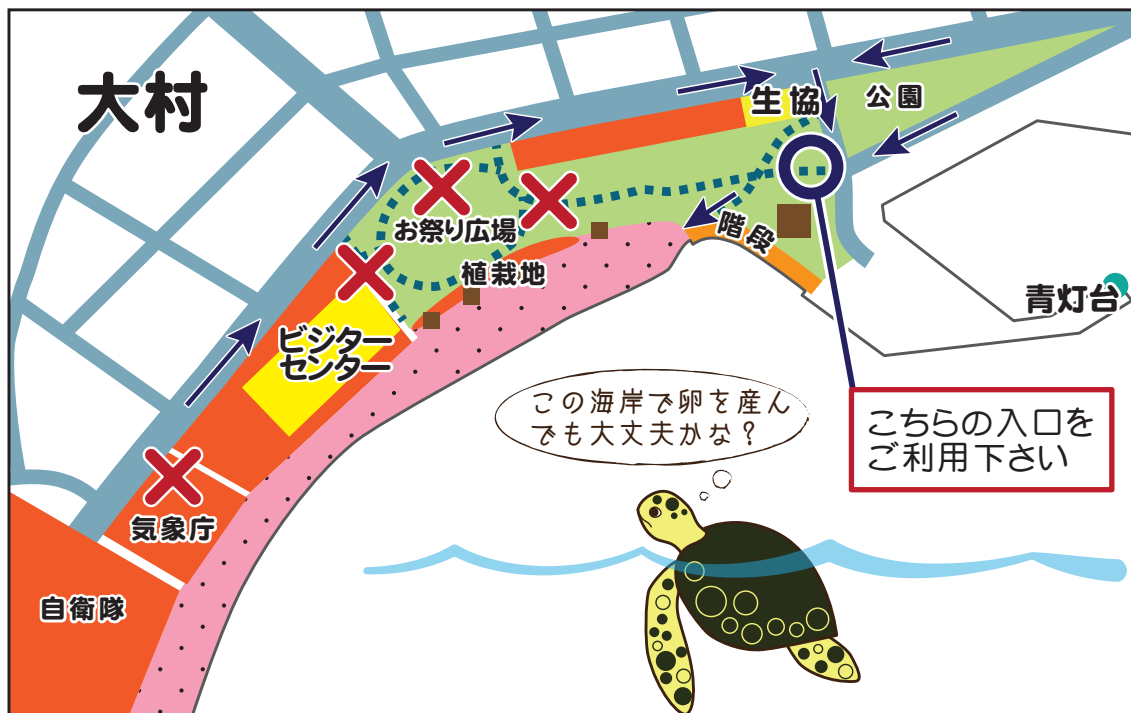 大村
生協
公園
お祭り広場
階段
植栽地
青灯台
ビジター
センター
この海岸で卵を産ん
でも大丈夫かな？
こちらの入口を
ご利用下さい
気象庁
自衛隊